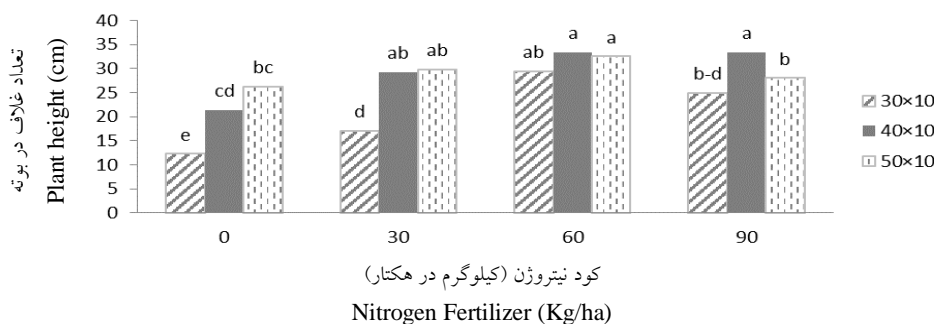 تعداد غلاف در بوته
Plant height (cm)
40
35
30
25
20
15
10
5
0
e
cd
bc
d
ab
ab
ab
a
a
b-d
a
b
0
30
60
90
30×10
40×10
50×10
کود نیتروژن (کیلوگرم در هکتار)
Nitrogen Fertilizer (Kg/ha)